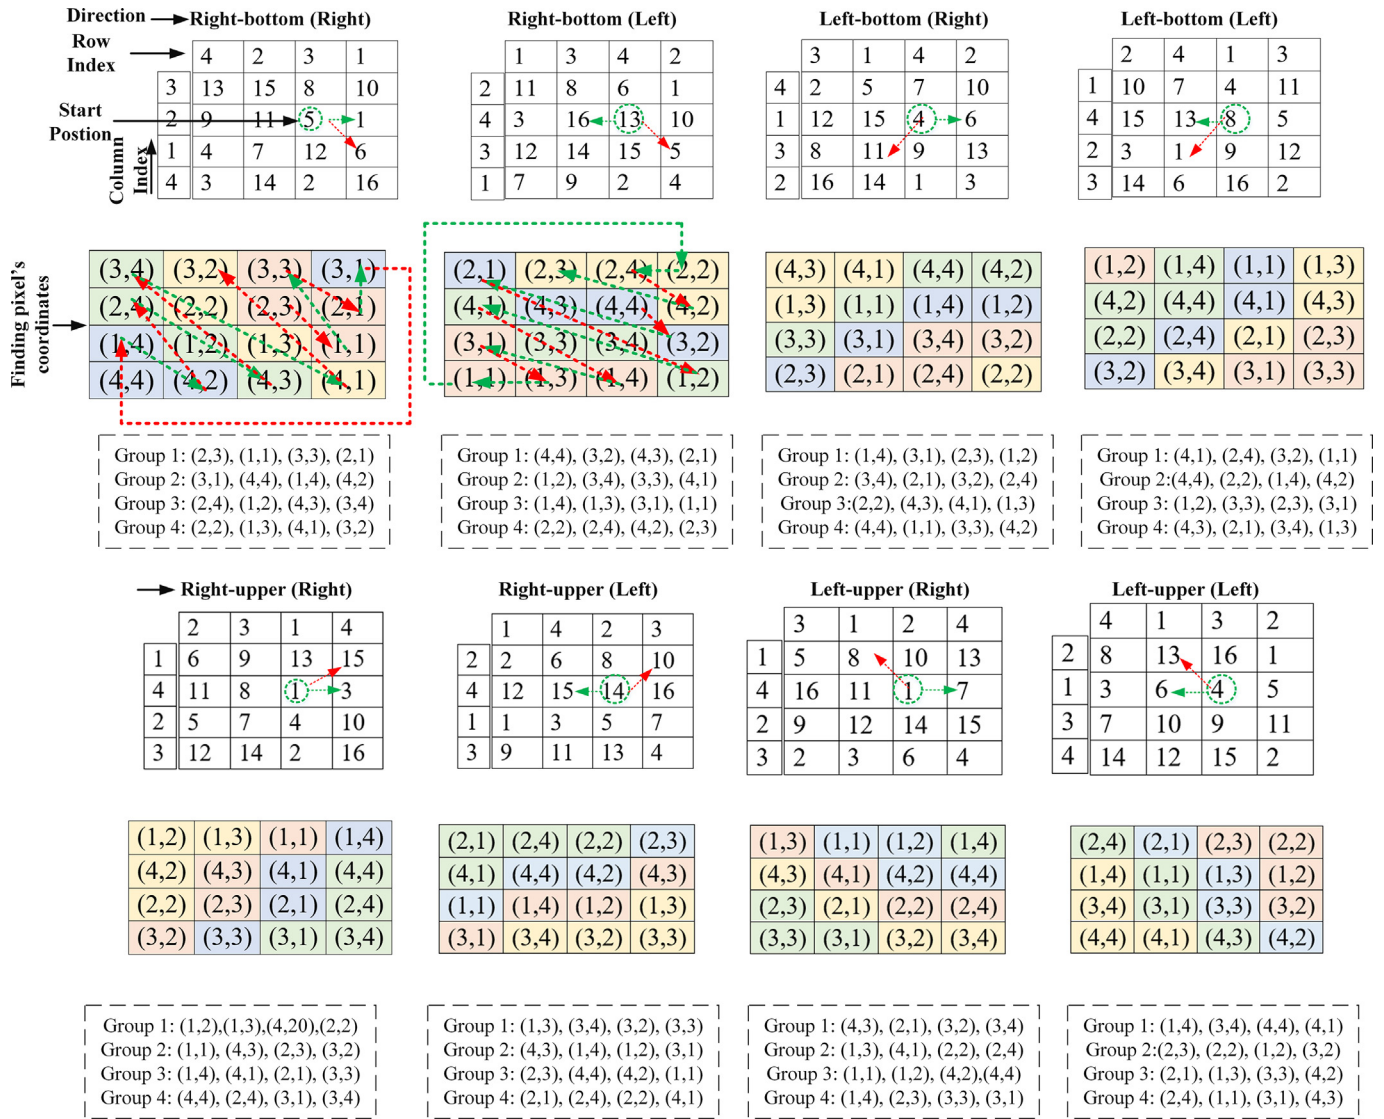 Direction Right-bottom (Right) Right-bottom (Left) Left-bottom (Right) Left-bottom (Left)
Row Index
Start Postion
Column Index
4 2 3 1
3 13 15 8 10
2 9 11 5 1
1 4 7 12 6
4 3 14 2 16
1 3 4 2
2 11 8 6 1
4 3 16 13 10
3 12 14 15 5
1 7 9 2 4
3 1 4 2
4 2 5 7 10
1 12 15 4 6
3 8 11 9 13
2 16 14 1 3
2 4 1 3
1 10 7 4 11
4 15 13 8 5
2 3 1 9 12
3 14 6 16 2
Finding pixel's coordinates
(3,4) (3,2) (3,3) (3,1)
(2,4) (2,2) (2,3) (2,1)
(1,4) (1,2) (1,3) (1,1)
(4,4) (4,2) (4,3) (4,1)
(2,1) (2,3) (2,4) (2,2)
(4,1) (4,3) (4,4) (4,2)
(3,1) (3,3) (3,4) (3,2)
(1,1) (1,3) (1,4) (1,2)
(4,3) (4,1) (4,4) (4,2)
(1,3) (1,1) (1,4) (1,2)
(3,3) (3,1) (3,4) (3,2)
(2,3) (2,1) (2,4) (2,2)
(1,2) (1,4) (1,1) (1,3)
(4,2) (4,4) (4,1) (4,3)
(2,2) (2,4) (2,1) (2,3)
(3,2) (3,4) (3,1) (3,3)
Group 1: (2,3), (1,1), (3,3), (2,1)
Group 2: (3,1), (4,4), (1,4), (4,2)
Group 3: (2,4), (1,2), (4,3), (3,4)
Group 4: (2,2), (1,3), (4,1), (3,2)
Group 1: (4,4), (3,2), (4,3), (2,1)
Group 2: (1,2), (3,4), (3,3), (4,1)
Group 3: (1,4), (1,3), (3,1), (1,1)
Group 4: (2,2), (2,4), (4,2), (2,3)
Group 1: (1,4), (3,1), (2,3), (1,2)
Group 2: (3,4), (2,1), (3,2), (2,4)
Group 3:(2,2), (4,3), (4,1), (1,3)
Group 4: (4,4), (1,1), (3,3), (4,2)
Group 1: (4,1), (2,4), (3,2), (1,1)
Group 2:(4,4), (2,2), (1,4), (4,2)
Group 3: (1,2), (3,3), (2,3), (3,1)
Group 4: (4,3), (2,1), (3,4), (1,3)
Right-upper (Right) Right-upper (Left) Left-upper (Right) Left-upper (Left)
2 3 1 4
1 6 9 13 15
4 11 8 1 3
2 5 7 4 10
3 12 14 2 16
1 4 2 3
2 2 6 8 10
4 12 15 14 16
1 1 3 5 7
3 9 11 13 4
3 1 2 4
1 5 8 10 13
4 16 11 1 7
2 9 12 14 15
3 2 3 6 4
4 1 3 2
2 8 13 16 1
1 3 6 4 5
3 7 10 9 11
4 14 12 15 2
(1,2) (1,3) (1,1) (1,4)
(4,2) (4,3) (4,1) (4,4)
(2,2) (2,3) (2,1) (2,4)
(3,2) (3,3) (3,1) (3,4)
(2,1) (2,4) (2,2) (2,3)
(4,1) (4,4) (4,2) (4,3)
(1,1) (1,4) (1,2) (1,3)
(3,1) (3,4) (3,2) (3,3)
(1,3) (1,1) (1,2) (1,4)
(4,3) (4,1) (4,2) (4,4)
(2,3) (2,1) (2,2) (2,4)
(3,3) (3,1) (3,2) (3,4)
(2,4) (2,1) (2,3) (2,2)
(1,4) (1,1) (1,3) (1,2)
(3,4) (3,1) (3,3) (3,2)
(4,4) (4,1) (4,3) (4,2)
Group 1: (1,2),(1,3),(4,20),(2,2)
Group 2: (1,1), (4,3), (2,3), (3,2)
Group 3: (1,4), (4,1), (2,1), (3,3)
Group 4: (4,4), (2,4), (3,1), (3,4)
Group 1: (1,3), (3,4), (3,2), (3,3)
Group 2: (4,3), (1,4), (1,2), (3,1)
Group 3: (2,3), (4,4), (4,2), (1,1)
Group 4: (2,1), (2,4), (2,2), (4,1)
Group 1: (4,3), (2,1), (3,2), (3,4)
Group 2: (1,3), (4,1), (2,2), (2,4)
Group 3: (1,1), (1,2), (4,2),(4,4)
Group 4: (1,4), (2,3), (3,3), (3,1)
Group 1: (1,4), (3,4), (4,4), (4,1)
Group 2:(2,3), (2,2), (1,2), (3,2)
Group 3: (2,1), (1,3), (3,3), (4,2)
Group 4: (2,4), (1,1), (3,1), (4,3)